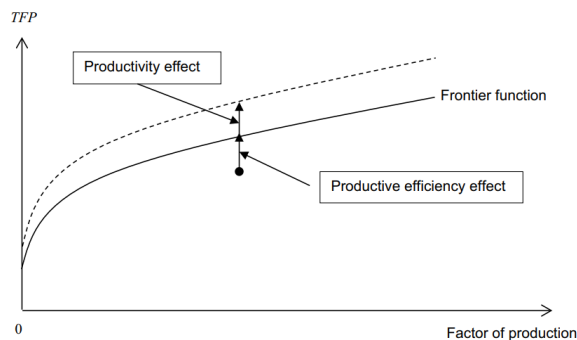 TFP
Productivity effect
Frontier function
Productive efficiency effect
0
Factor of production